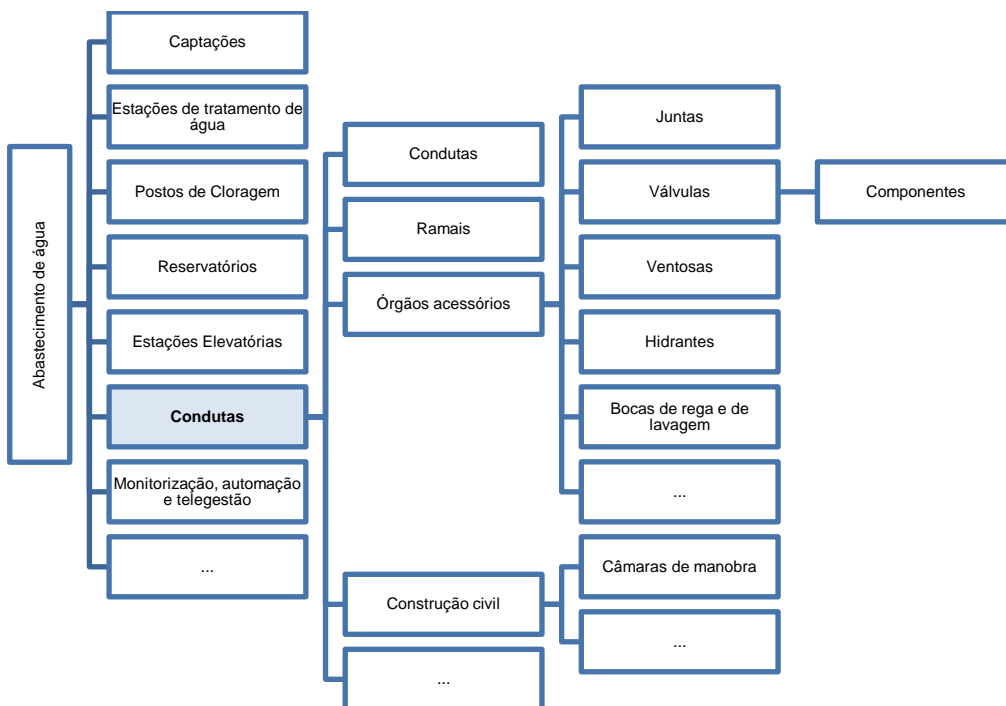 Abastecimento de água
Captações
Estações de tratamento de
água
Postos de Cloragem
Reservatórios
Estações Elevatórias
Condutas
Monitorização, automação
e telegestão
...
Condutas
Ramais
Órgãos acessórios
Construção civil
...
Juntas
Válvulas
Ventosas
Hidrantes
Bocas de rega e de
lavagem
...
Câmaras de manobra
...
Componentes